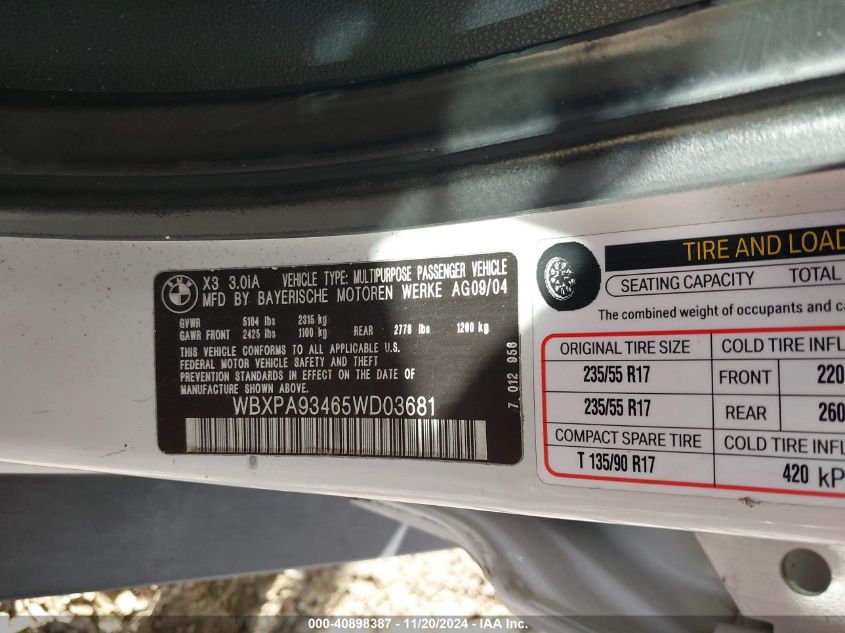 BMW
X3 3.0iA VEHICLE TYPE: MULTIPURPOSE PASSENGER VEHICLE
MFD BY BAYERISCHE MOTOREN WERKE AG09/04
GVWR 5104 lbs 2315 kg
GAWR FRONT 2425 lbs 1100 kg REAR 2778 lbs 1260 kg
THIS VEHICLE CONFORMS TO ALL APPLICABLE U.S.
FEDERAL MOTOR VEHICLE SAFETY AND THEFT
PREVENTION STANDARDS IN EFFECT ON THE DATE OF
MANUFACTURE SHOWN ABOVE.
WBXPA93465WD03681
7 012 956
TIRE AND LOAD
SEATING CAPACITY TOTAL
The combined weight of occupants and ca
ORIGINAL TIRE SIZE COLD TIRE INFL
235/55 R17 FRONT 220
235/55 R17 REAR 260
COMPACT SPARE TIRE COLD TIRE INFL
T 135/90 R17 420 kP
000-40898387 - 11/20/2024 - IAA Inc.